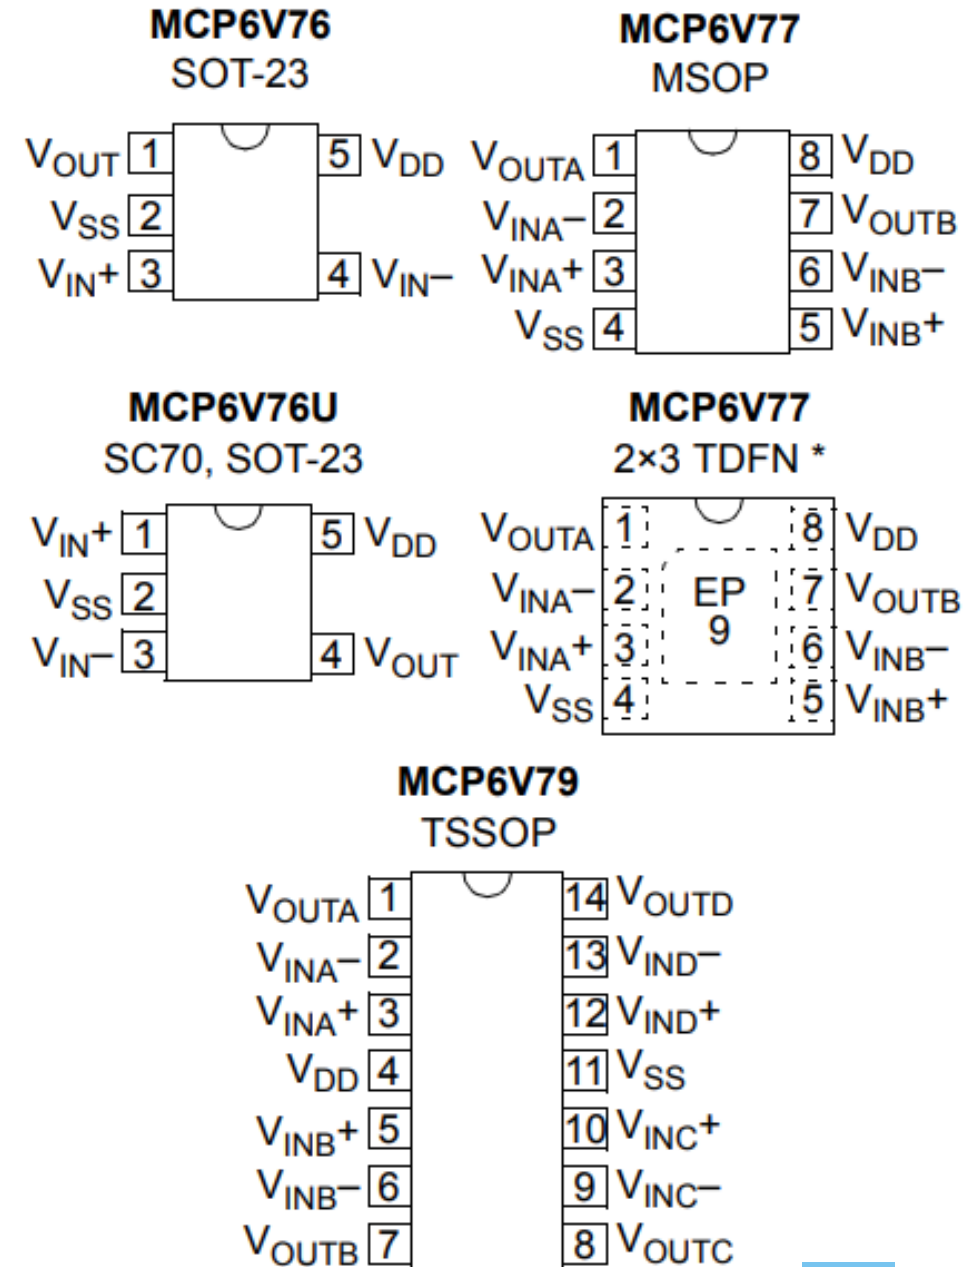 MCP6V76
SOT-23
VOUT 1 5 VDD
VSS 2
VIN+ 3 4 VIN–
MCP6V77
MSOP
VOUTA 1 8 VDD
VINA– 2 7 VOUTB
VINA+ 3 6 VINB–
VSS 4 5 VINB+
MCP6V76U
SC70, SOT-23
VIN+ 1 5 VDD
VSS 2
VIN– 3 4 VOUT
MCP6V77
2×3 TDFN *
VOUTA 1 8 VDD
VINA– 2 EP 7 VOUTB
9
VINA+ 3 6 VINB–
VSS 4 5 VINB+
MCP6V79
TSSOP
VOUTA 1 14 VOUTD
VINA– 2 13 VIND–
VINA+ 3 12 VIND+
VDD 4 11 VSS
VINB+ 5 10 VINC+
VINB– 6 9 VINC–
VOUTB 7 8 VOUTC